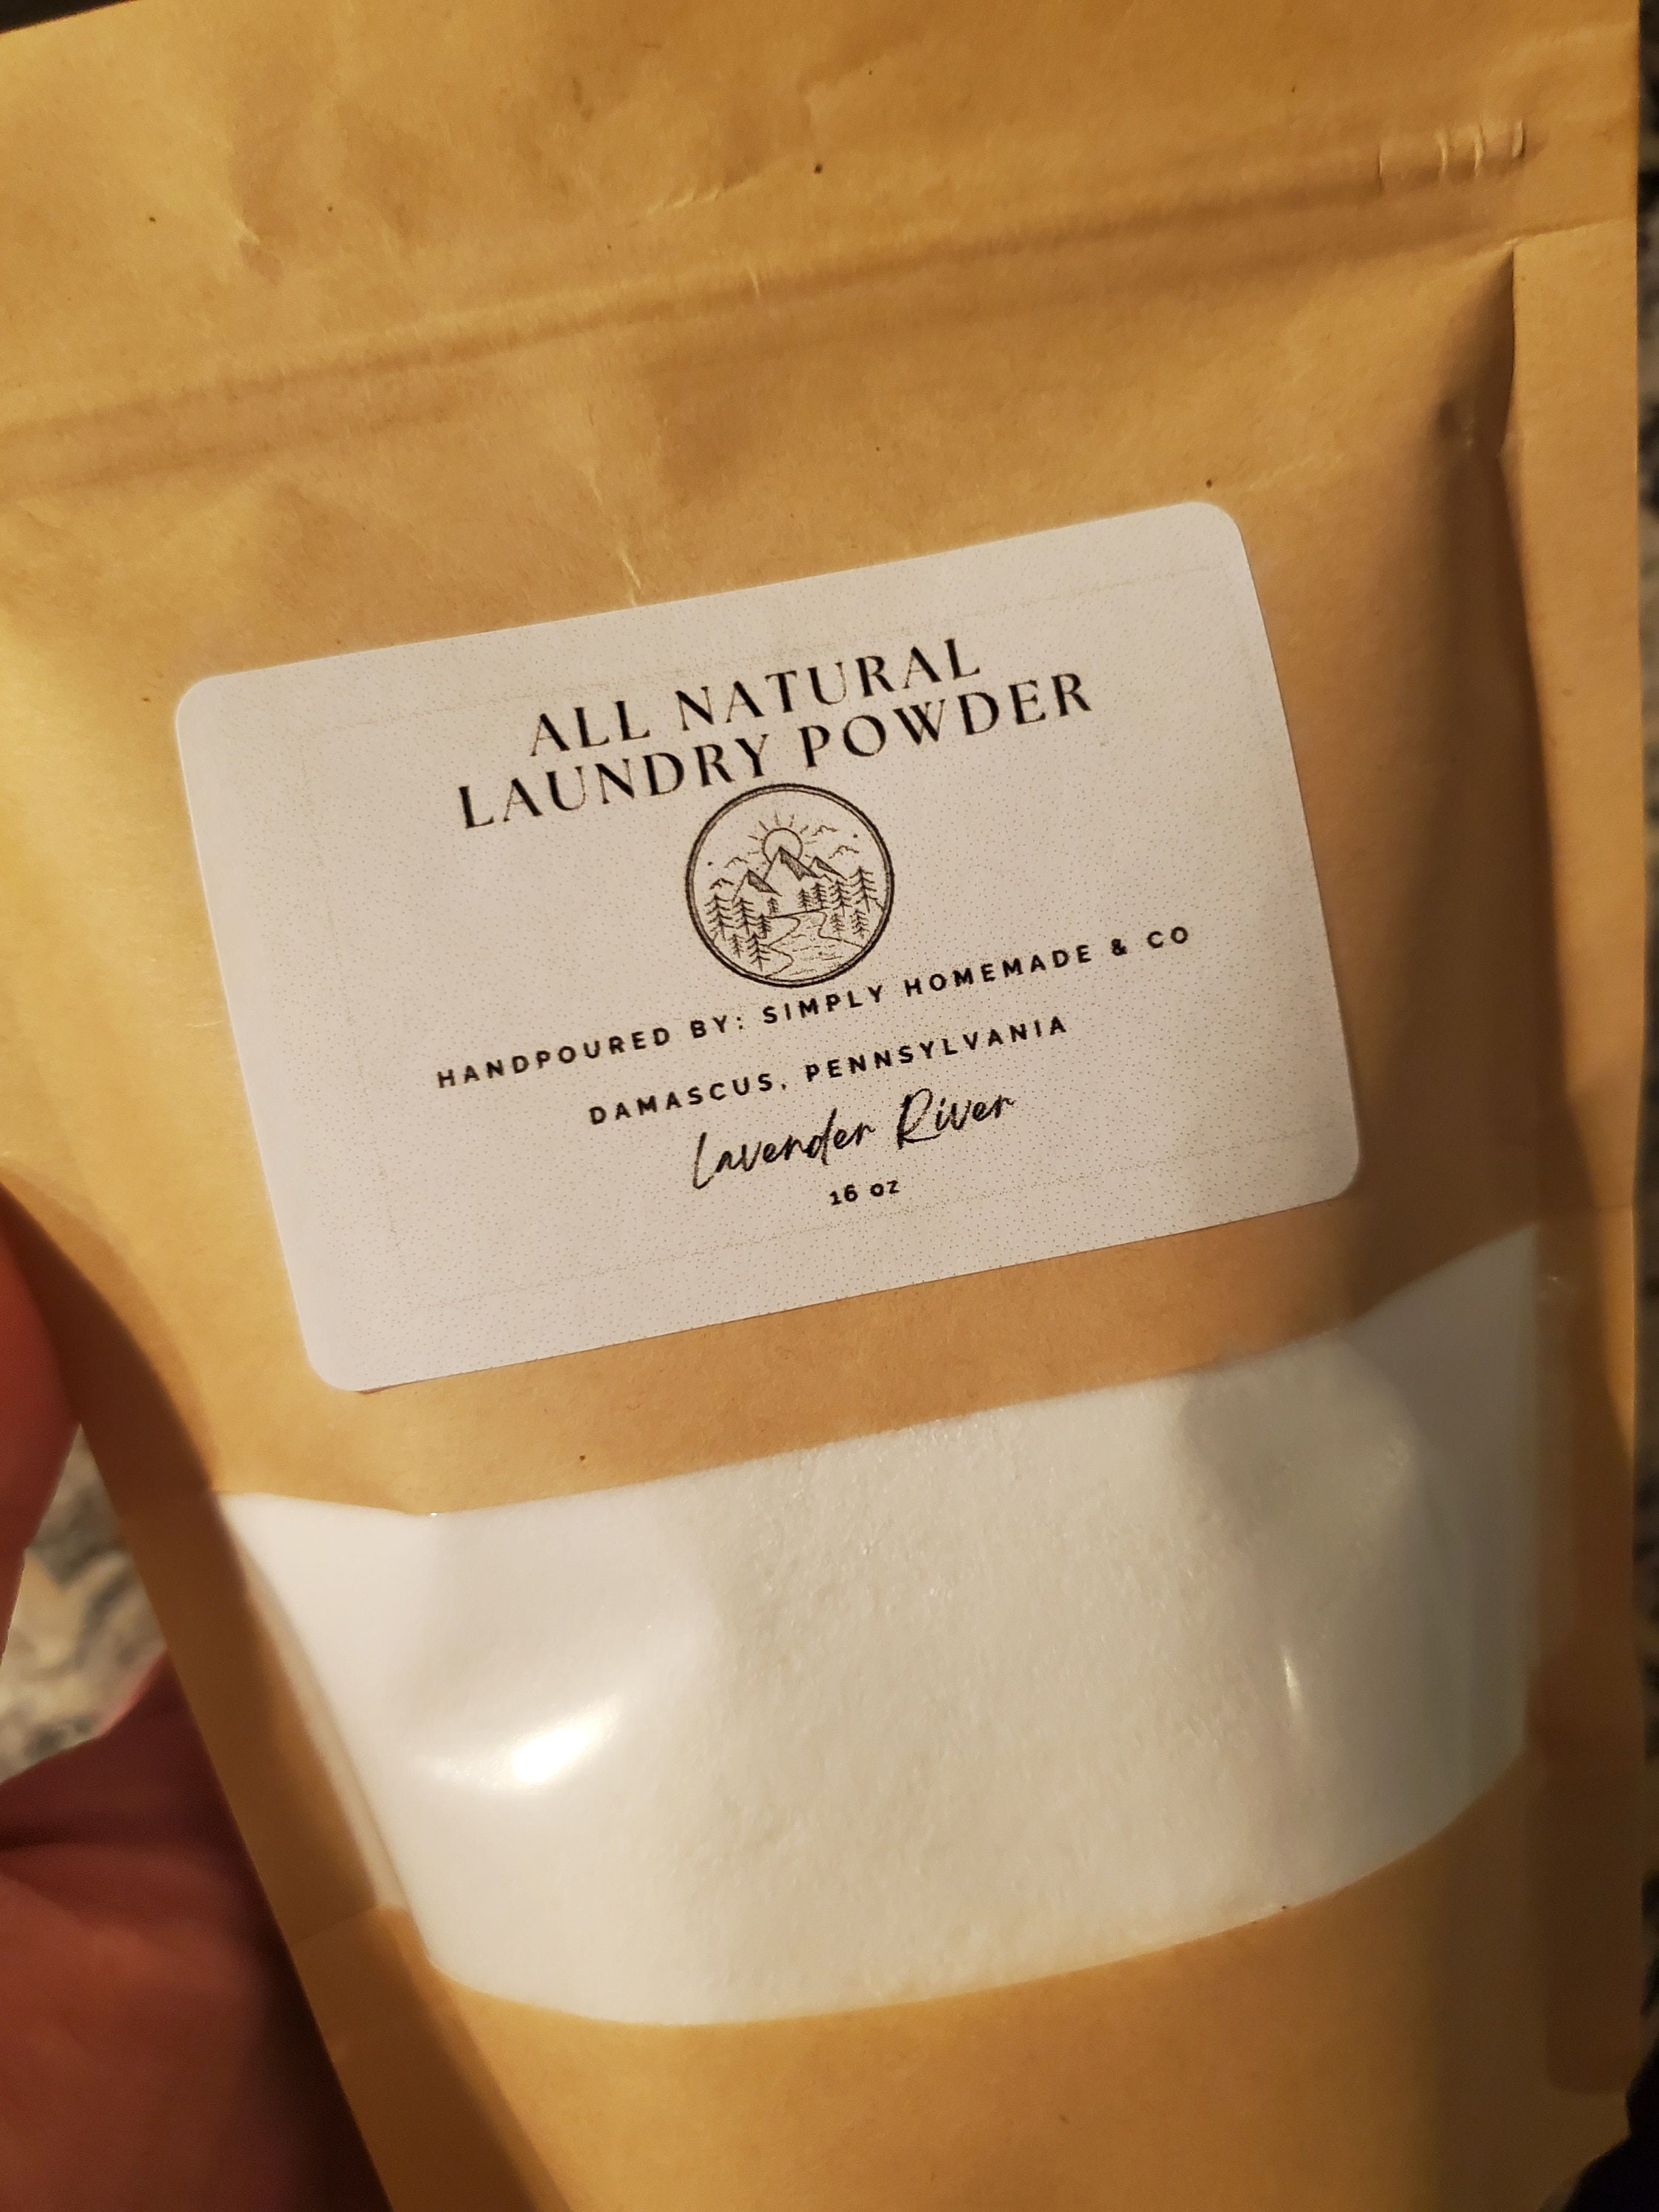 ALL NATURAL
LAUNDRY POWDER
HANDPOURED BY: SIMPLY HOMEMADE & CO
DAMASCUS, PENNSYLVANIA
Lavender River
16 oz